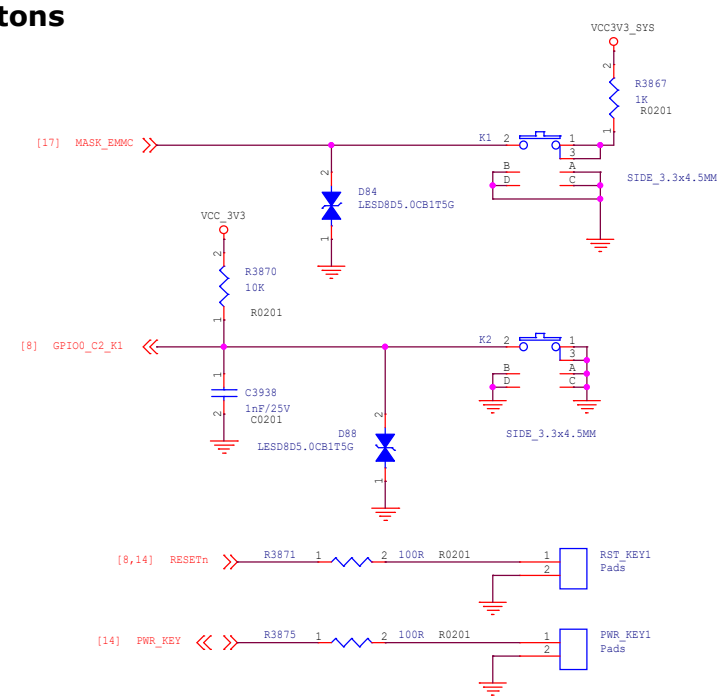 tons
VCC3V3_SYS
2
R3867
1K
R0201
1
[17] MASK_EMMC
K1 2
1
3
B
A
D
C
SIDE_3.3x4.5MM
2
D84
LESD8D5.0CB1T5G
1
VCC_3V3
2
R3870
10K
1
R0201
[8] GPIO0_C2_K1
K2 2
1
3
B
A
D
C
SIDE_3.3x4.5MM
1
C3938
1nF/25V
2
C0201
2
D88
LESD8D5.0CB1T5G
1
[8,14] RESETn
R3871 1 2 100R R0201
1
2
RST_KEY1
Pads
[14] PWR_KEY
R3875 1 2 100R R0201
1
2
PWR_KEY1
Pads